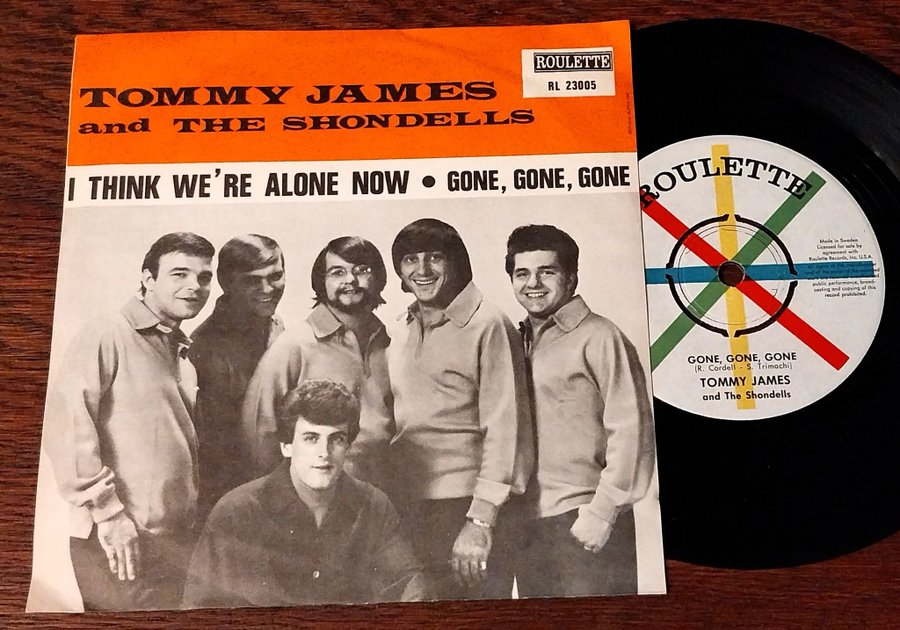 ROULETTE
RL 23005
TOMMY JAMES
and THE SHONDELLS
I THINK WE'RE ALONE NOW • GONE, GONE, GONE
ROULETTE
Made in Sweden
Licensed for sale by
agreement with
Roulette Records, Inc. U.S.A.
public performance, broad-
casting and copying of this
record prohibited.
GONE, GONE, GONE
(R. Cordell - S. Trimachi)
TOMMY JAMES
and The Shondells